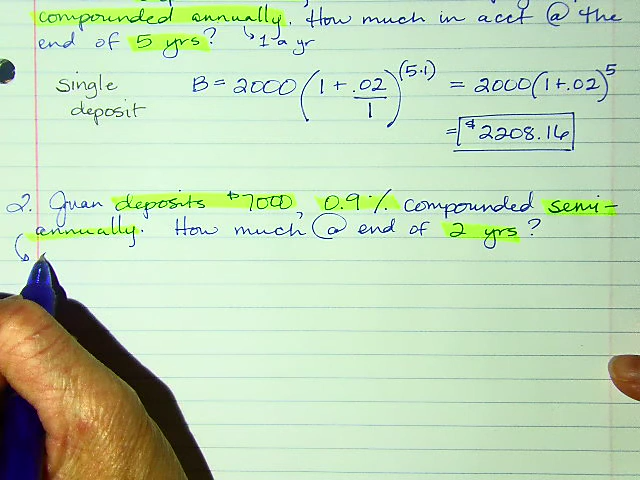 compounded annually. How much in acct @ the
end of 5 yrs? 1 a yr
Single deposit
B = 2000 (1 + .02/1)^(5·1) = 2000(1+.02)^5
= $2208.16
2. Juan deposits $7000, 0.9% compounded semi-
annually. How much @ end of 2 yrs?